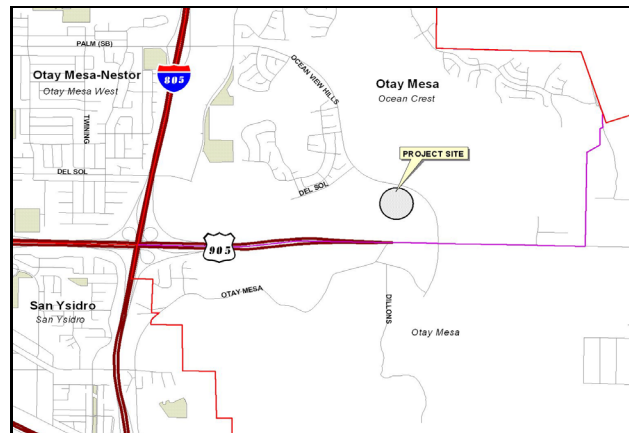 PALM (SB)
OCEAN VIEW HILLS
Otay Mesa-Nestor
Otay Mesa West
805
Otay Mesa
Ocean Crest
TWINING
PROJECT SITE
DEL SOL
DEL SOL
905
OTAY MESA
San Ysidro
San Ysidro
DILLONS
Otay Mesa